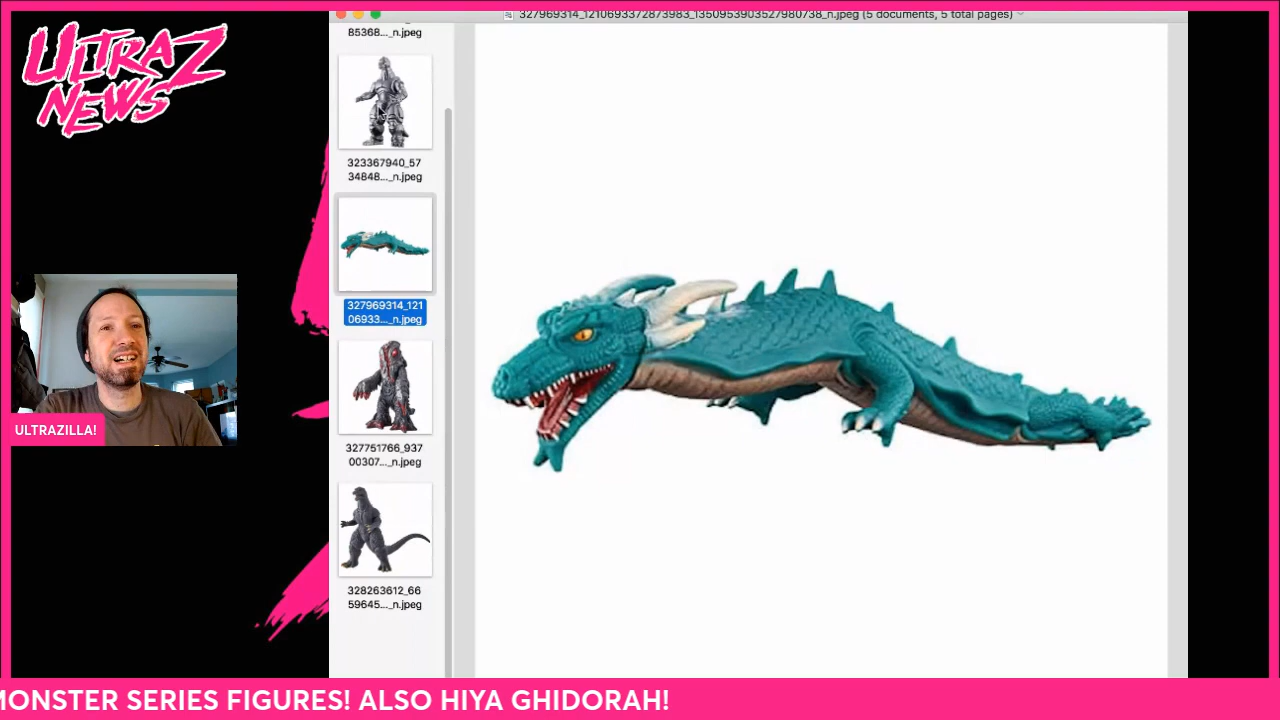 ULTRA Z
NEWS
327969314_1210693372873983_1350953903527980738_n.jpeg (5 documents, 5 total pages)
85368..._n.jpeg
323367940_57
34848..._n.jpeg
327969314_121
06933..._n.jpeg
327751766_937
00307..._n.jpeg
328263612_66
59645..._n.jpeg
ULTRAZILLA!
MONSTER SERIES FIGURES! ALSO HIYA GHIDORAH!